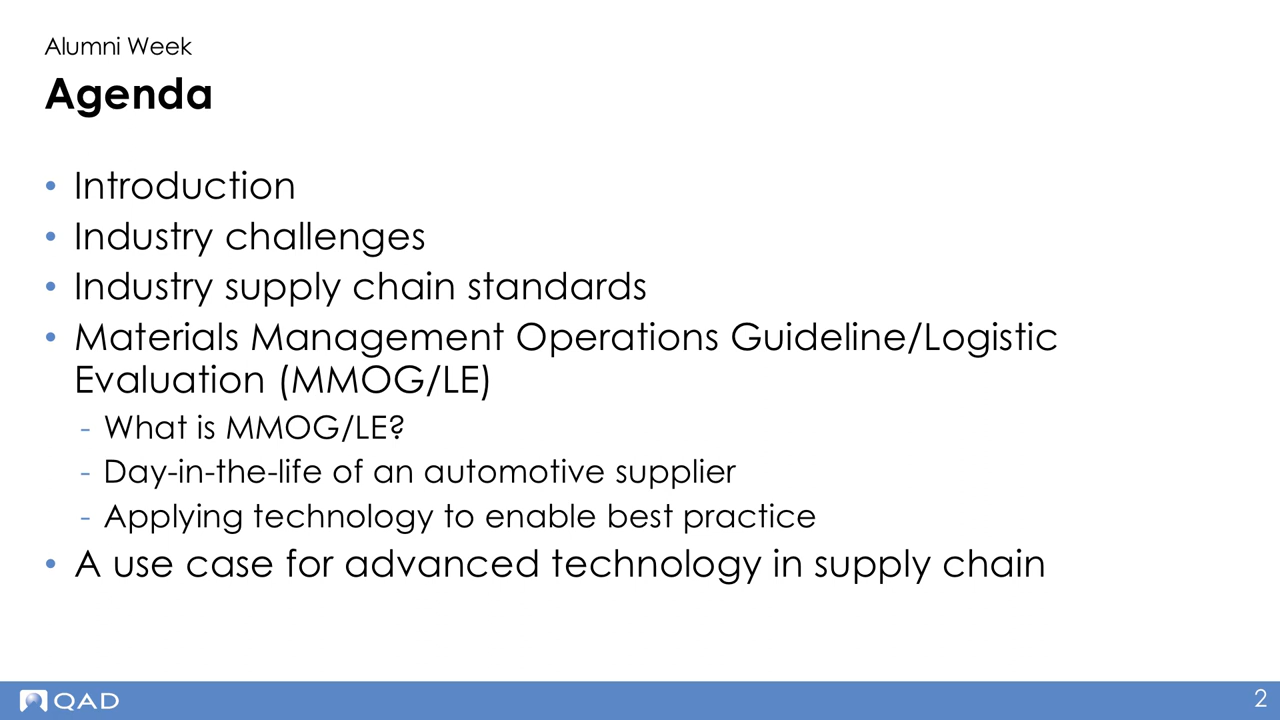 Alumni Week
Agenda
• Introduction
• Industry challenges
• Industry supply chain standards
• Materials Management Operations Guideline/Logistic
Evaluation (MMOG/LE)
- What is MMOG/LE?
- Day-in-the-life of an automotive supplier
- Applying technology to enable best practice
• A use case for advanced technology in supply chain
QAD
2